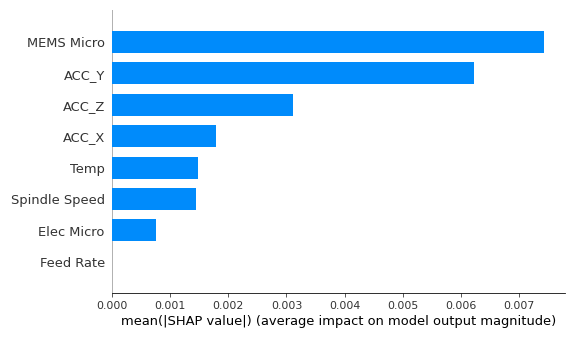 MEMS Micro
ACC_Y
ACC_Z
ACC_X
Temp
Spindle Speed
Elec Micro
Feed Rate
0.000 0.001 0.002 0.003 0.004 0.005 0.006 0.007
mean(|SHAP value|) (average impact on model output magnitude)